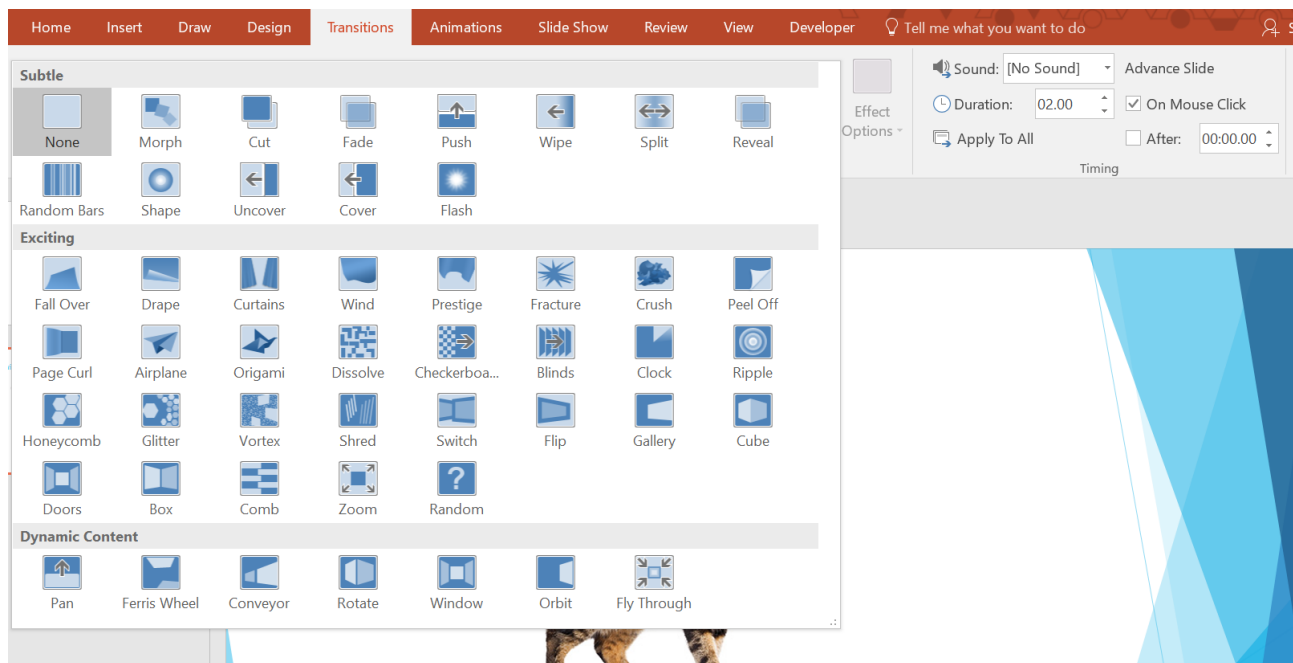 Home Insert Draw Design Transitions Animations Slide Show Review View Developer Tell me what you want to do
Subtle
None Morph Cut Fade Push Wipe Split Reveal
Random Bars Shape Uncover Cover Flash
Exciting
Fall Over Drape Curtains Wind Prestige Fracture Crush Peel Off
Page Curl Airplane Origami Dissolve Checkerboa... Blinds Clock Ripple
Honeycomb Glitter Vortex Shred Switch Flip Gallery Cube
Doors Box Comb Zoom Random
Dynamic Content
Pan Ferris Wheel Conveyor Rotate Window Orbit Fly Through
Effect
Options
Sound: [No Sound] Advance Slide
Duration: 02.00 On Mouse Click
Apply To All After: 00:00.00
Timing